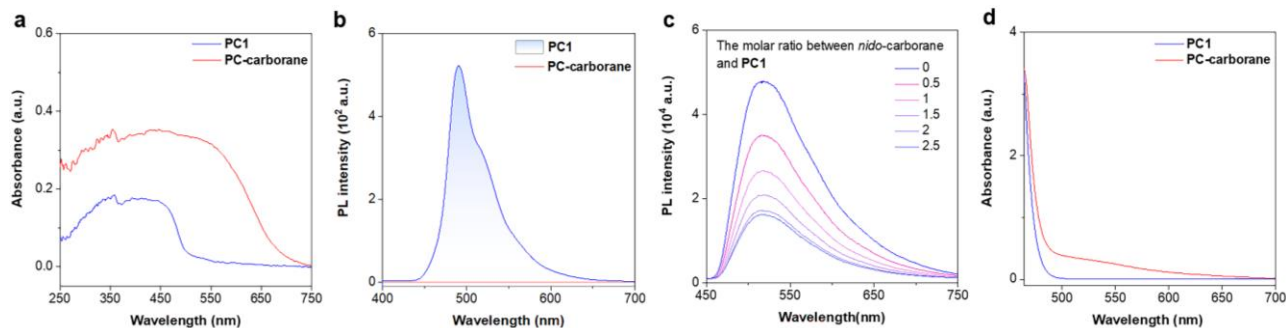 a
0.6
0.4
0.2
0.0
Absorbance (a.u.)
PC1
PC-carborane
250 350 450 550 650 750
Wavelength (nm)
b
6
4
2
0
PL intensity (10² a.u.)
PC1
PC-carborane
400 500 600 700
Wavelength (nm)
c
6
4
2
0
PL intensity (10⁴ a.u.)
The molar ratio between nido-carborane
and PC1
0
0.5
1
1.5
2
2.5
450 550 650 750
Wavelength(nm)
d
4
2
0
Absorbance (a.u.)
PC1
PC-carborane
500 550 600 650 700
Wavelength (nm)